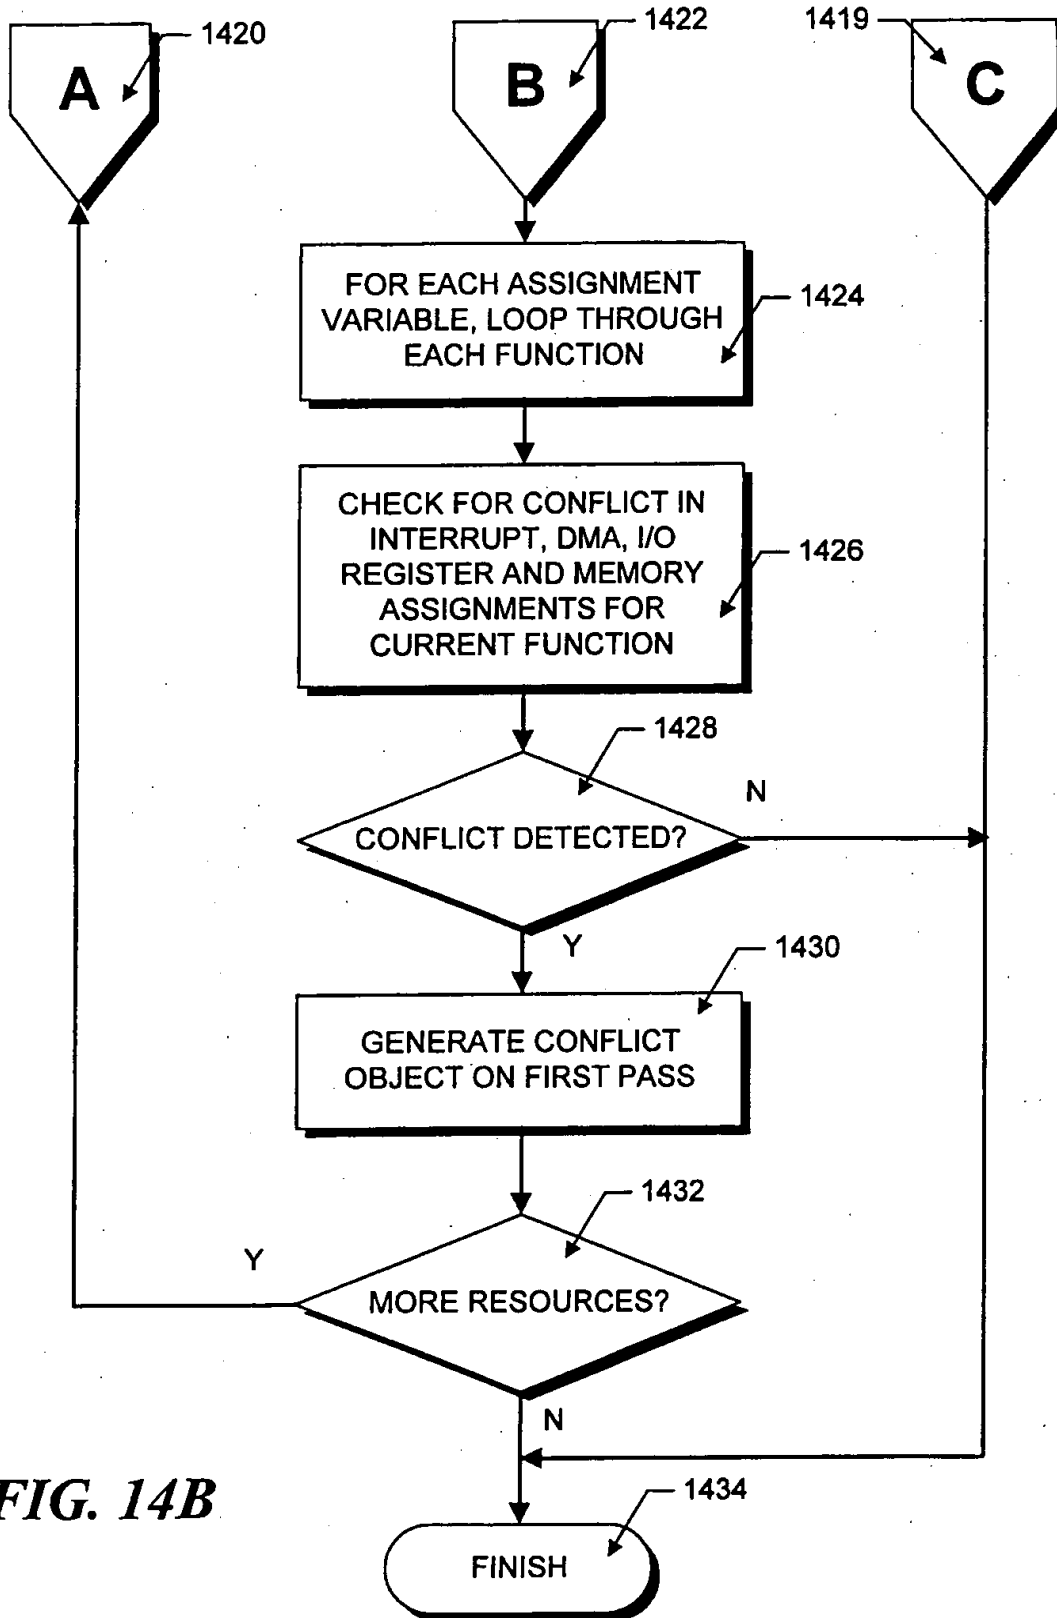 A
1420
B
1422
1419
C
FOR EACH ASSIGNMENT
VARIABLE, LOOP THROUGH
EACH FUNCTION
1424
CHECK FOR CONFLICT IN
INTERRUPT, DMA, I/O
REGISTER AND MEMORY
ASSIGNMENTS FOR
CURRENT FUNCTION
1426
1428
CONFLICT DETECTED?
N
Y
1430
GENERATE CONFLICT
OBJECT ON FIRST PASS
1432
Y
MORE RESOURCES?
N
FIG. 14B
1434
FINISH